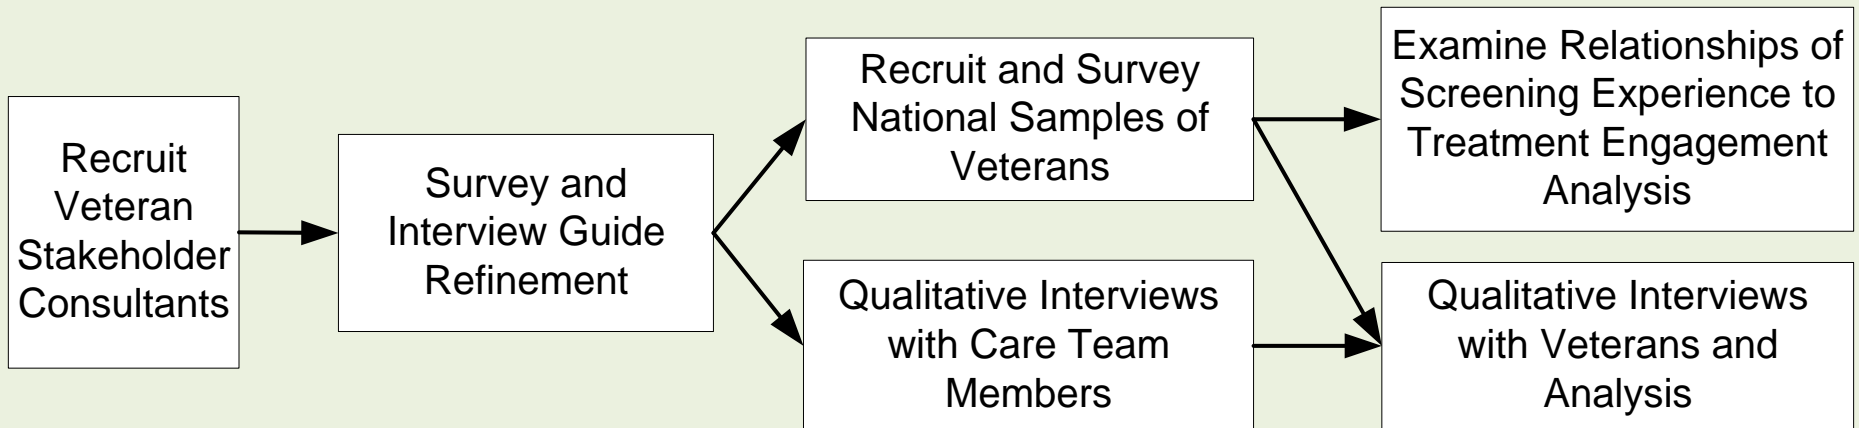 Recruit
Veteran
Stakeholder
Consultants
Survey and
Interview Guide
Refinement
Recruit and Survey
National Samples of
Veterans
Qualitative Interviews
with Care Team
Members
Examine Relationships of
Screening Experience to
Treatment Engagement
Analysis
Qualitative Interviews
with Veterans and
Analysis